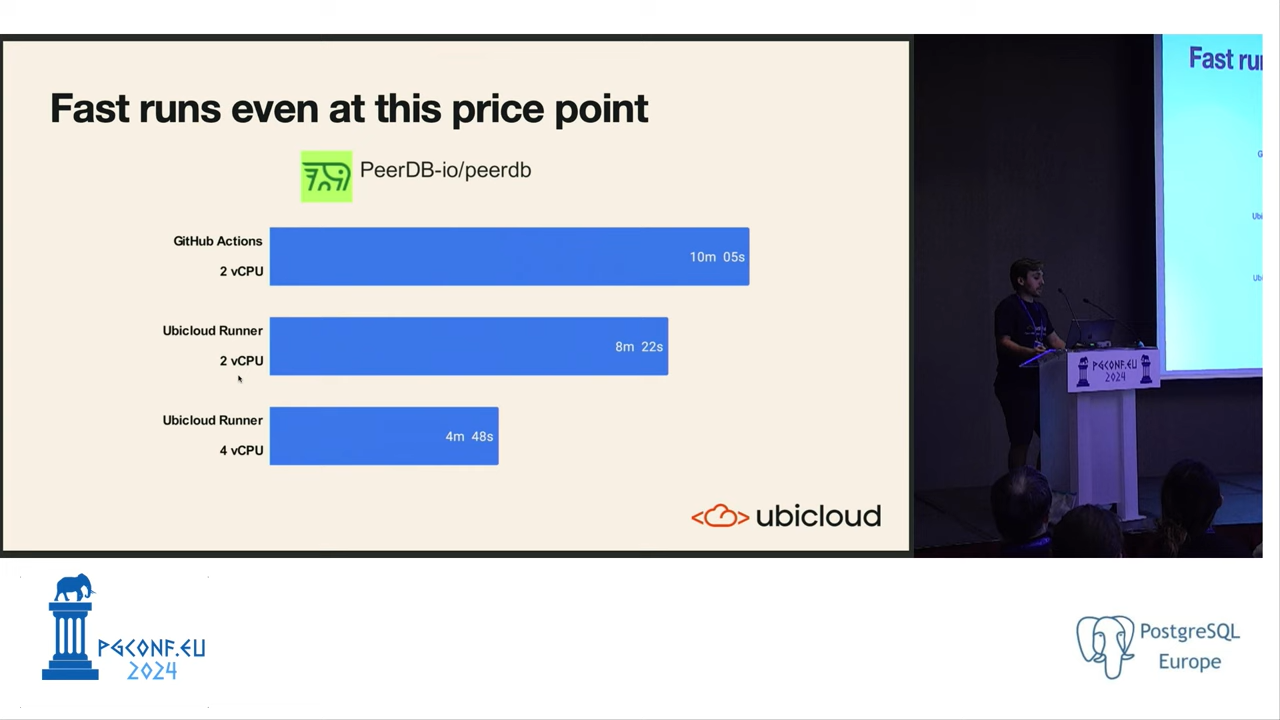 Fast runs even at this price point
PeerDB-io/peerdb
GitHub Actions
2 vCPU
10m 05s
Ubicloud Runner
2 vCPU
8m 22s
Ubicloud Runner
4 vCPU
4m 48s
<> ubicloud
Fast ru
G
Ubi
Ubi
PGCONF.EU
2024
PGCONF.EU
2024
PostgreSQL
Europe